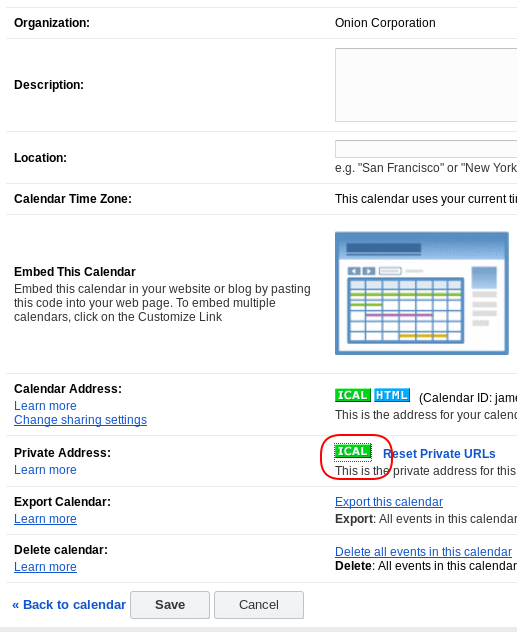 Organization:
Onion Corporation
Description:
Location:
e.g. "San Francisco" or "New York
Calendar Time Zone:
This calendar uses your current
Embed This Calendar
Embed this calendar in your website or blog by pasting
this code into your web page. To embed multiple
calendars, click on the Customize Link
Calendar Address:
Learn more
Change sharing settings
ICAL HTML (Calendar ID:
This is the address for your
Private Address:
Learn more
ICAL Reset Private URLs
This is the private address for this
Export Calendar:
Learn more
Export this calendar
Export: All events in this calendar
Delete calendar:
Learn more
Delete all events in this calendar
Delete: All events in this calendar
« Back to calendar Save Cancel